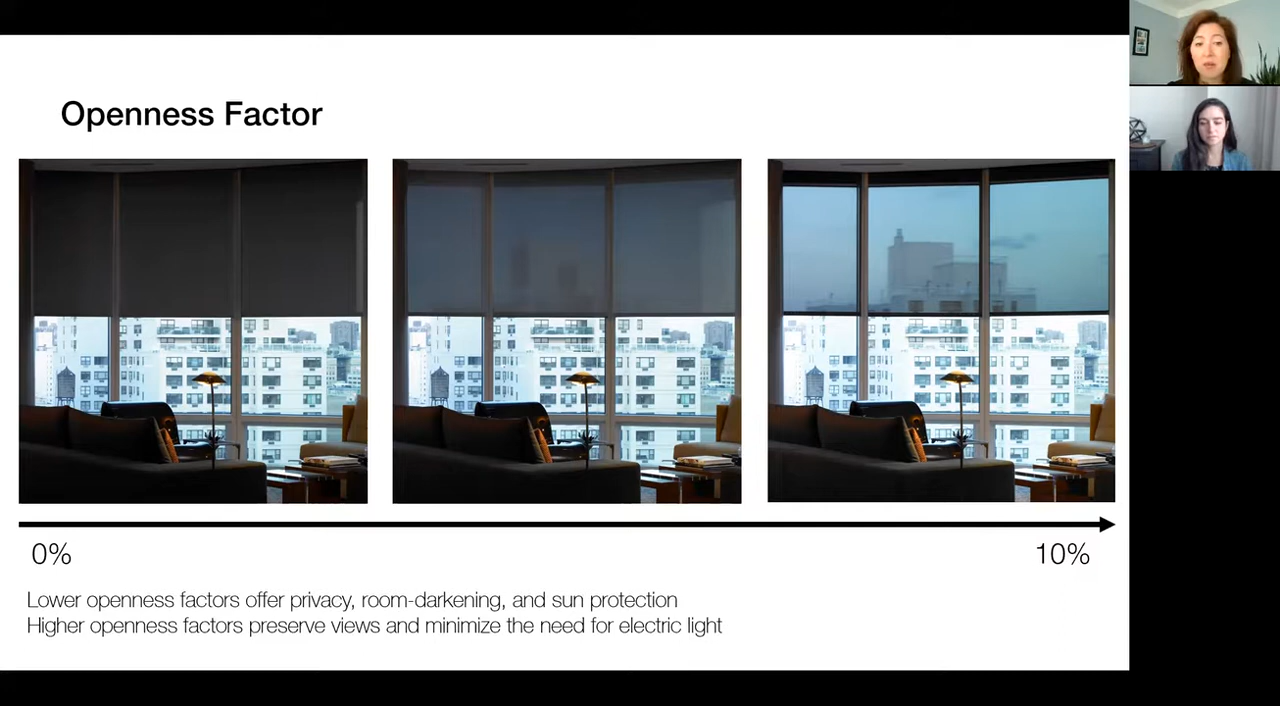 Openness Factor
0%
10%
Lower openness factors offer privacy, room-darkening, and sun protection
Higher openness factors preserve views and minimize the need for electric light